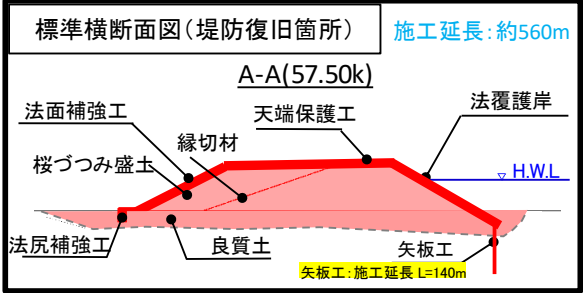 標準横断面図(堤防復旧箇所)
施工延長:約560m
A-A(57.50k)
法面補強工
天端保護工
法覆護岸
縁切材
桜づつみ盛土
H.W.L
法尻補強工
良質土
矢板工
矢板工:施工延長 L=140m